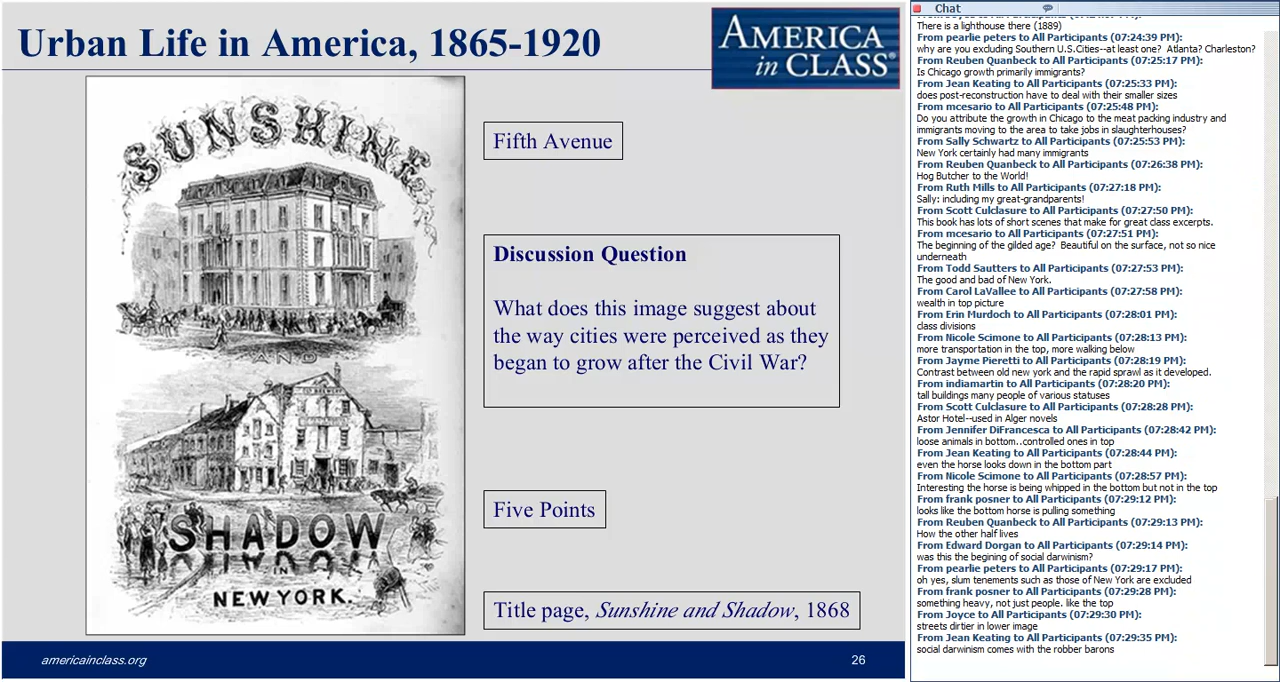 Urban Life in America, 1865-1920
AMERICA
in CLASS®
SUNSHINE
AND
SHADOW
IN
NEW YORK.
Fifth Avenue
Discussion Question
What does this image suggest about
the way cities were perceived as they
began to grow after the Civil War?
Five Points
Title page, Sunshine and Shadow, 1868
americainclass.org
26
Chat
There is a lighthouse there (1889)
From pearlie peters to All Participants (07:24:39 PM):
why are you excluding Southern U.S.Cities--at least one? Atlanta? Charleston?
From Reuben Quanbeck to All Participants (07:25:17 PM):
Is Chicago growth primarily immigrants?
From Jean Keating to All Participants (07:25:33 PM):
does post-reconstruction have to deal with their smaller sizes
From mcesario to All Participants (07:25:48 PM):
Do you attribute the growth in Chicago to the meat packing industry and
immigrants moving to the area to take jobs in slaughterhouses?
From Sally Schwartz to All Participants (07:25:53 PM):
New York certainly had many immigrants
From Reuben Quanbeck to All Participants (07:26:38 PM):
Hog Butcher to the World!
From Ruth Mills to All Participants (07:27:18 PM):
Sally: including my great-grandparents!
From Scott Culclasure to All Participants (07:27:50 PM):
This book has lots of short scenes that make for great class excerpts.
From mcesario to All Participants (07:27:51 PM):
The beginning of the gilded age? Beautiful on the surface, not so nice
underneath
From Todd Sautters to All Participants (07:27:53 PM):
The good and bad of New York.
From Carol LaVallee to All Participants (07:27:58 PM):
wealth in top picture
From Erin Murdoch to All Participants (07:28:01 PM):
class divisions
From Nicole Scimone to All Participants (07:28:13 PM):
more transportation in the top, more walking below
From Jayme Pieretti to All Participants (07:28:19 PM):
Contrast between old new york and the rapid sprawl as it developed.
From indiamartin to All Participants (07:28:20 PM):
tall buildings many people of various statuses
From Scott Culclasure to All Participants (07:28:28 PM):
Astor Hotel--used in Alger novels
From Jennifer DiFrancesca to All Participants (07:28:42 PM):
loose animals in bottom..controlled ones in top
From Jean Keating to All Participants (07:28:44 PM):
even the horse looks down in the bottom part
From Nicole Scimone to All Participants (07:28:57 PM):
Interesting the horse is being whipped in the bottom but not in the top
From frank posner to All Participants (07:29:12 PM):
looks like the bottom horse is pulling something
From Reuben Quanbeck to All Participants (07:29:13 PM):
How the other half lives
From Edward Dorgan to All Participants (07:29:14 PM):
was this the begining of social darwinism?
From pearlie peters to All Participants (07:29:17 PM):
oh yes, slum tenements such as those of New York are excluded
From frank posner to All Participants (07:29:28 PM):
something heavy, not just people. like the top
From Joyce to All Participants (07:29:30 PM):
streets dirtier in lower image
From Jean Keating to All Participants (07:29:35 PM):
social darwinism comes with the robber barons